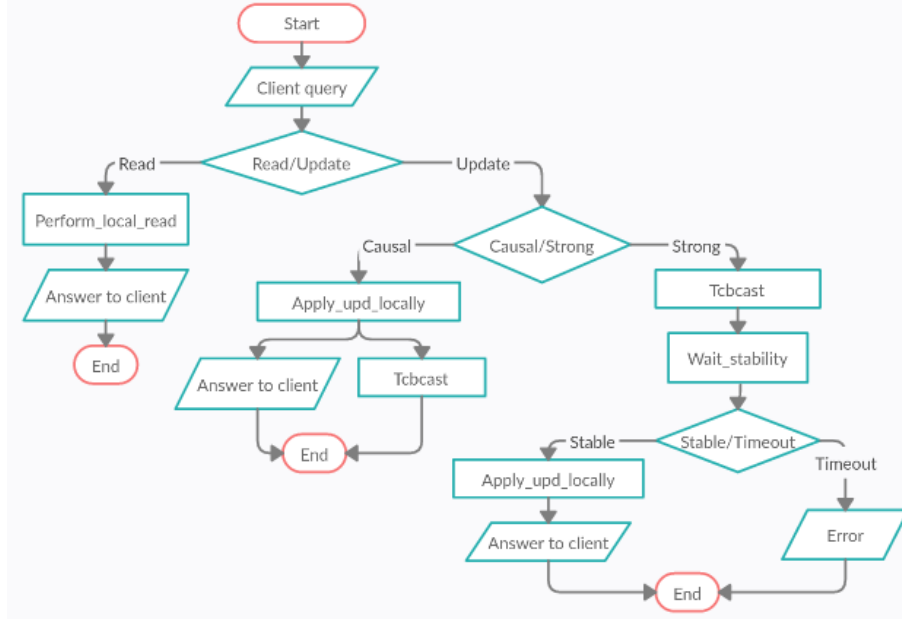 Start
Client query
Read/Update
Read
Update
Perform_local_read
Causal/Strong
Causal
Strong
Answer to client
Apply_upd_locally
Tcbcast
End
Answer to client
Tcbcast
Wait_stability
End
Stable/Timeout
Stable
Timeout
Apply_upd_locally
Answer to client
Error
End